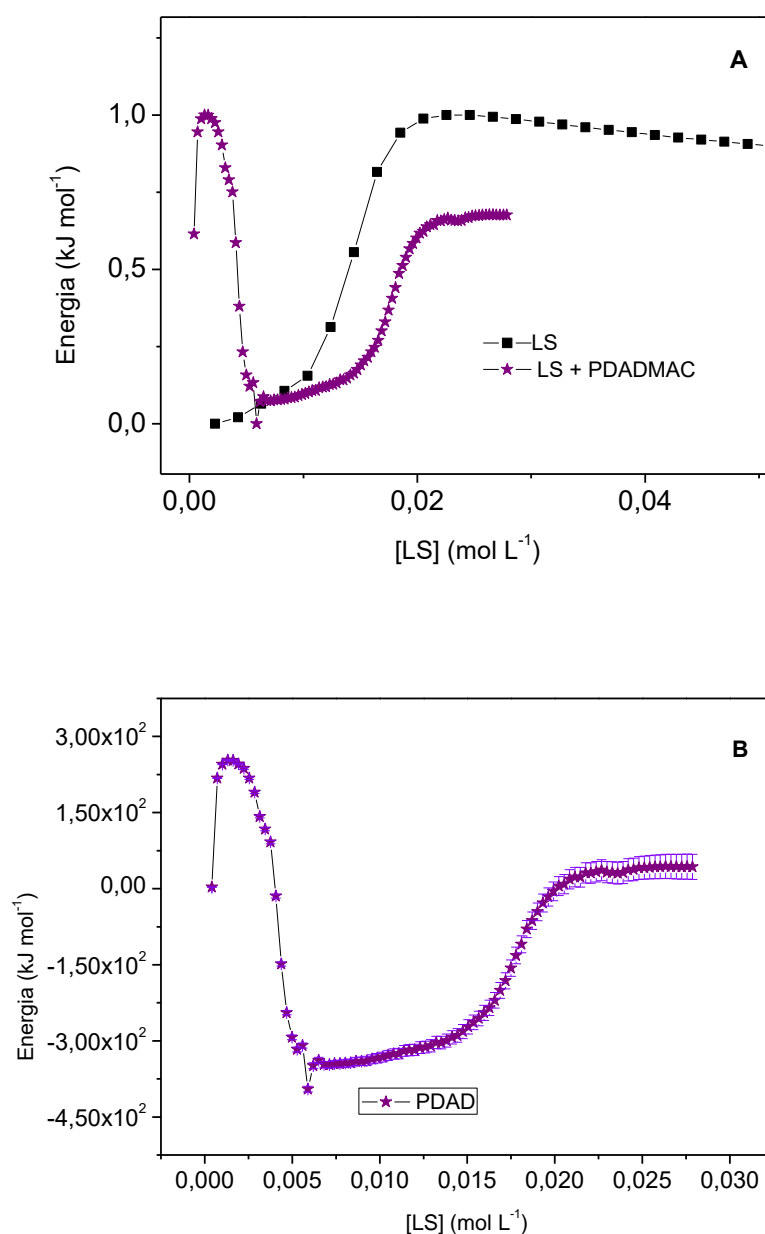 A
1,0
0,5
0,0
Energia (kJ mol⁻¹)
LS
LS + PDADMAC
0,00
0,02
0,04
[LS] (mol L⁻¹)
B
3,00x10²
1,50x10²
0,00
-1,50x10²
-3,00x10²
-4,50x10²
Energia (kJ mol⁻¹)
PDAD
0,000
0,005
0,010
0,015
0,020
0,025
0,030
[LS] (mol L⁻¹)